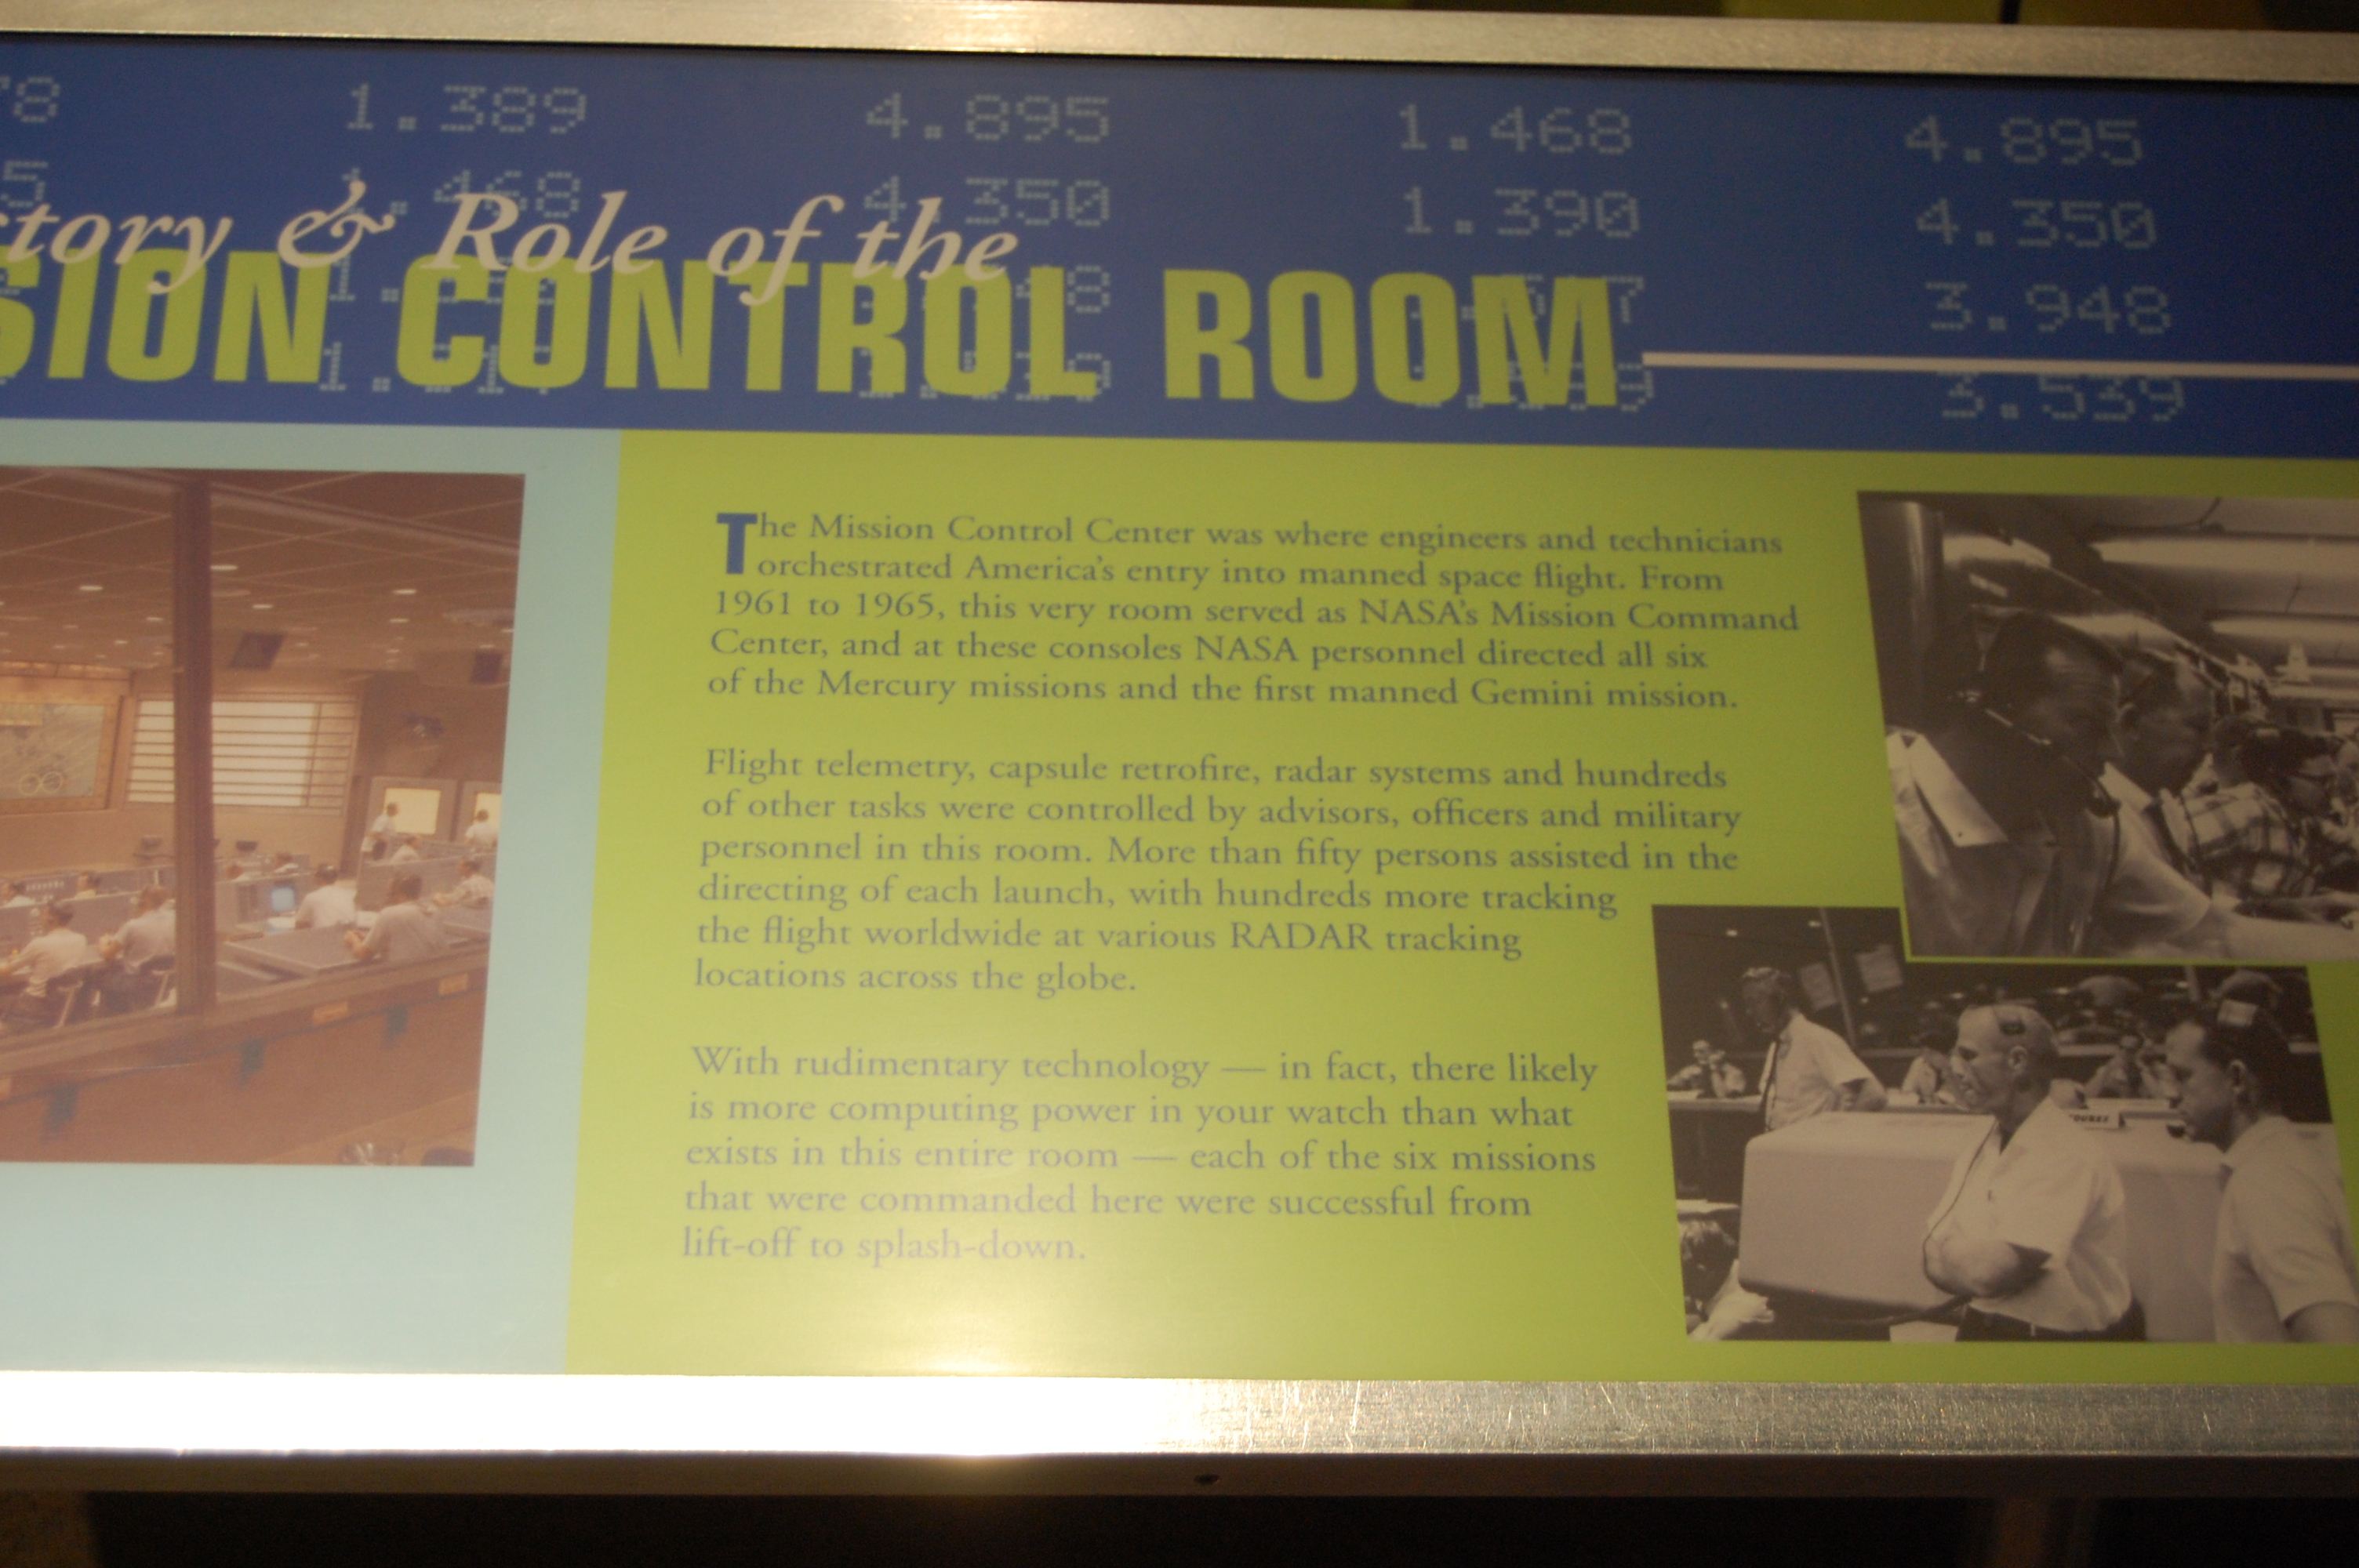 78 1.389 4.895 1.468 4.895
5 1.468 4.350 1.390 4.350
story & Role of the
SION CONTROL ROOM
3.948
3.539
The Mission Control Center was where engineers and technicians
orchestrated America's entry into manned space flight. From
1961 to 1965, this very room served as NASA's Mission Command
Center, and at these consoles NASA personnel directed all six
of the Mercury missions and the first manned Gemini mission.
Flight telemetry, capsule retrofire, radar systems and hundreds
of other tasks were controlled by advisors, officers and military
personnel in this room. More than fifty persons assisted in the
directing of each launch, with hundreds more tracking
the flight worldwide at various RADAR tracking
locations across the globe.
With rudimentary technology — in fact, there likely
is more computing power in your watch than what
exists in this entire room — each of the six missions
that were commanded here were successful from
lift-off to splash-down.